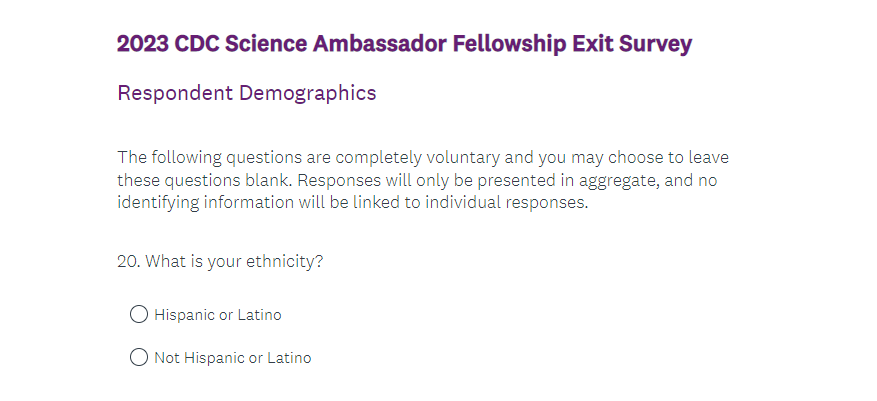 2023 CDC Science Ambassador Fellowship Exit Survey
Respondent Demographics
The following questions are completely voluntary and you may choose to leave
these questions blank. Responses will only be presented in aggregate, and no
identifying information will be linked to individual responses.
20. What is your ethnicity?
Hispanic or Latino
Not Hispanic or Latino